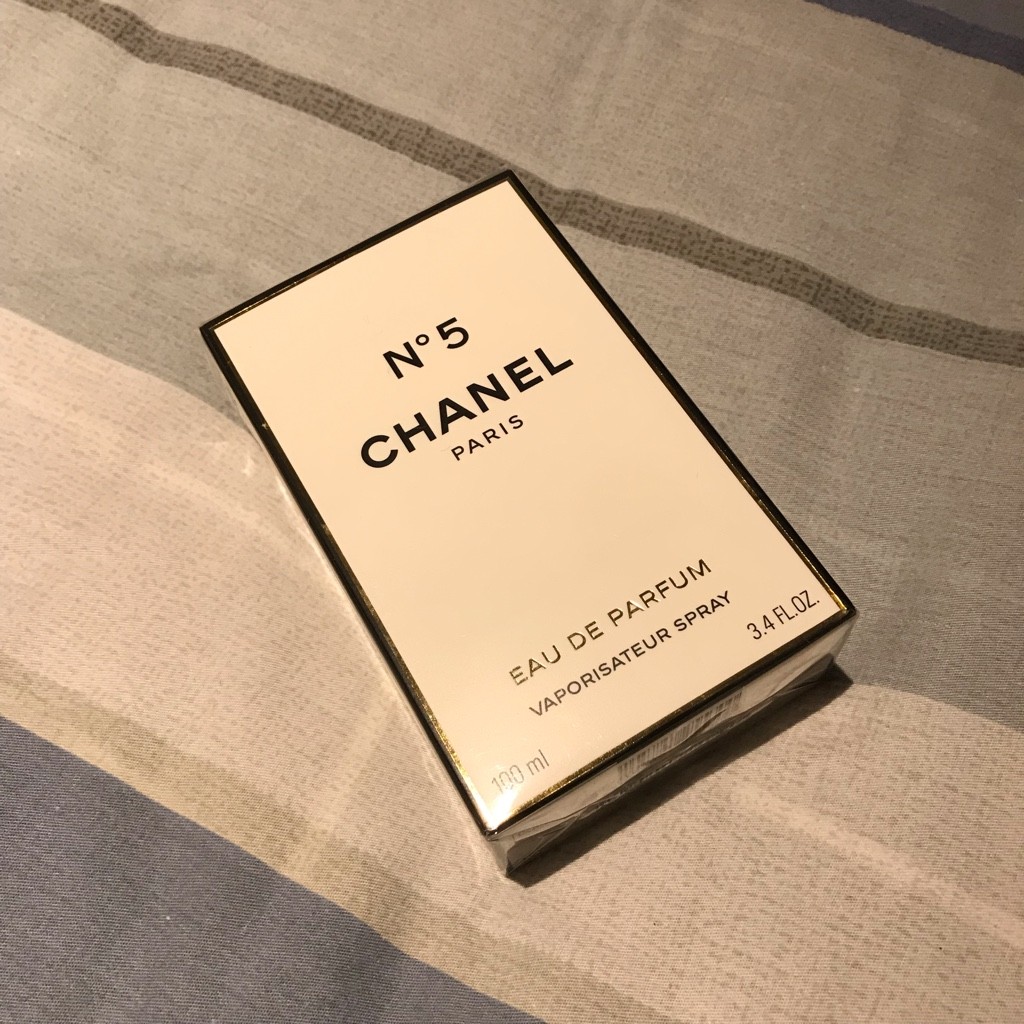 N°5
CHANEL
PARIS
EAU DE PARFUM
VAPORISATEUR SPRAY
100 ml
3.4 FL.OZ.